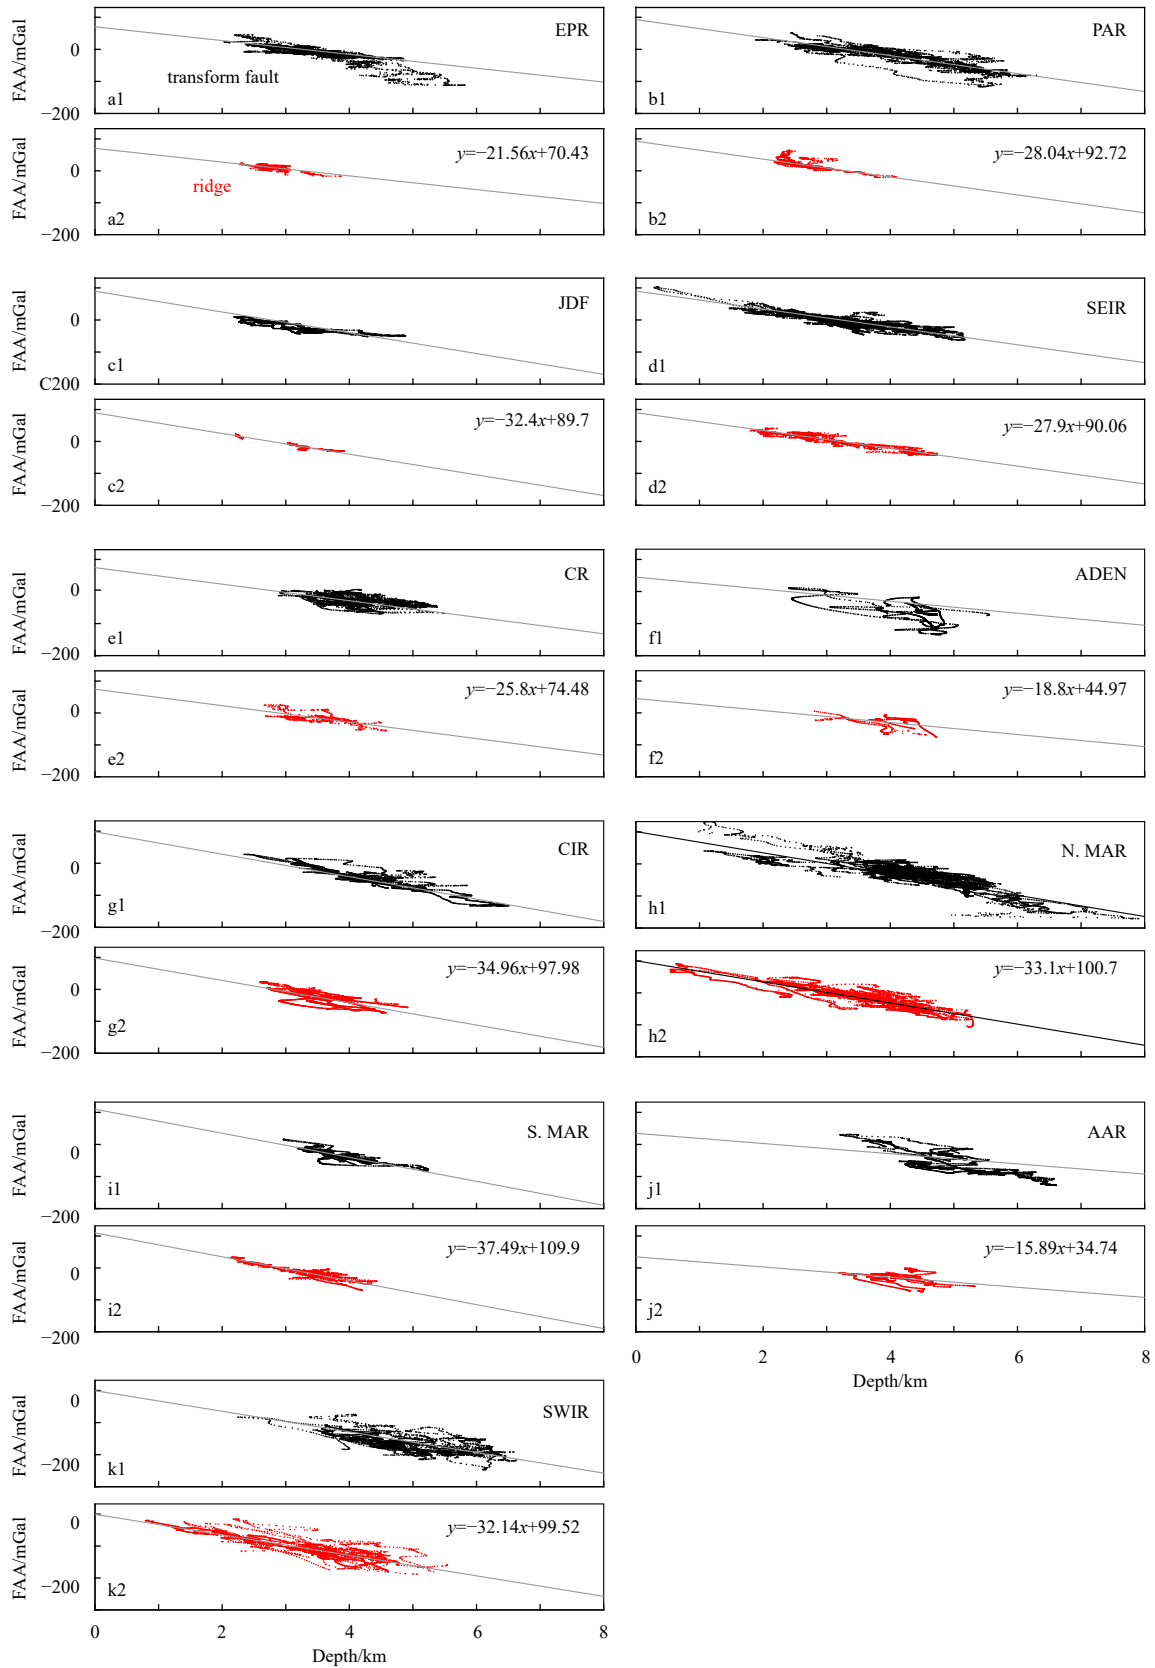 FAA/mGal
0
−200
EPR
transform fault
a1
PAR
b1
FAA/mGal
0
−200
y=−21.56x+70.43
ridge
a2
y=−28.04x+92.72
b2
FAA/mGal
0
C200
JDF
c1
SEIR
d1
FAA/mGal
0
−200
y=−32.4x+89.7
c2
y=−27.9x+90.06
d2
FAA/mGal
0
−200
CR
e1
ADEN
f1
FAA/mGal
0
−200
y=−25.8x+74.48
e2
y=−18.8x+44.97
f2
FAA/mGal
0
−200
CIR
g1
N. MAR
h1
FAA/mGal
0
−200
y=−34.96x+97.98
g2
y=−33.1x+100.7
h2
FAA/mGal
0
−200
S. MAR
i1
AAR
j1
FAA/mGal
0
−200
y=−37.49x+109.9
i2
y=−15.89x+34.74
j2
0 2 4 6 8
Depth/km
FAA/mGal
0
−200
SWIR
k1
FAA/mGal
0
−200
y=−32.14x+99.52
k2
0 2 4 6 8
Depth/km